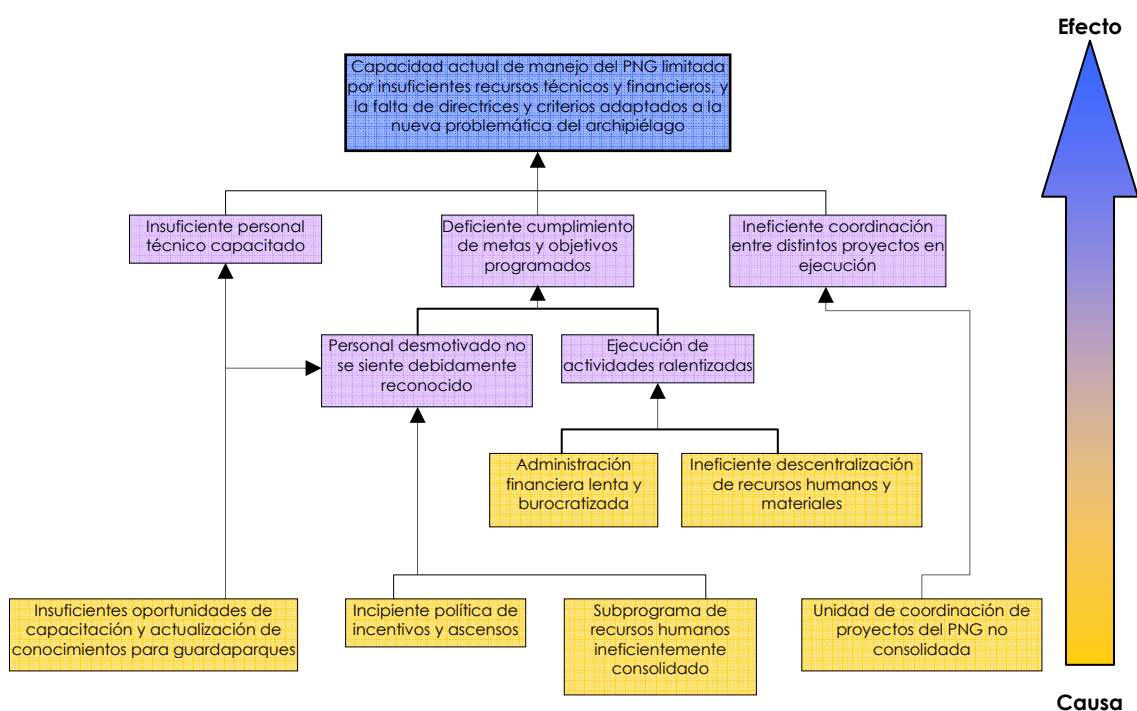 Efecto
Capacidad actual de manejo del PNG limitada
por insuficientes recursos técnicos y financieros, y
la falta de directrices y criterios adaptados a la
nueva problemática del archipiélago
Insuficiente personal
técnico capacitado
Deficiente cumplimiento
de metas y objetivos
programados
Ineficiente coordinación
entre distintos proyectos en
ejecución
Personal desmotivado no
se siente debidamente
reconocido
Ejecución de
actividades ralentizadas
Administración
financiera lenta y
burocratizada
Ineficiente descentralización
de recursos humanos y
materiales
Insuficientes oportunidades de
capacitación y actualización de
conocimientos para guardaparques
Incipiente política de
incentivos y ascensos
Subprograma de
recursos humanos
ineficientemente
consolidado
Unidad de coordinación de
proyectos del PNG no
consolidada
Causa